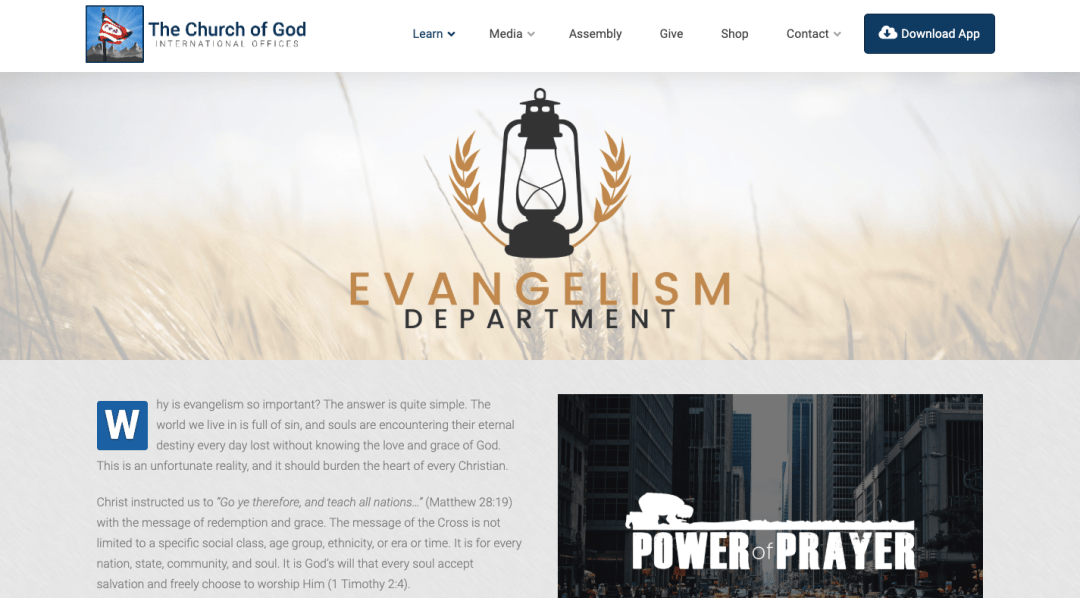 The Church of God
INTERNATIONAL OFFICES
Learn
Media
Assembly
Give
Shop
Contact
Download App
EVANGELISM
DEPARTMENT
Why is evangelism so important? The answer is quite simple. The
world we live in is full of sin, and souls are encountering their eternal
destiny every day lost without knowing the love and grace of God.
This is an unfortunate reality, and it should burden the heart of every Christian.
Christ instructed us to “Go ye therefore, and teach all nations…” (Matthew 28:19)
with the message of redemption and grace. The message of the Cross is not
limited to a specific social class, age group, ethnicity, or era or time. It is for every
nation, state, community, and soul. It is God’s will that every soul accept
salvation and freely choose to worship Him (1 Timothy 2:4).
POWER of PRAYER